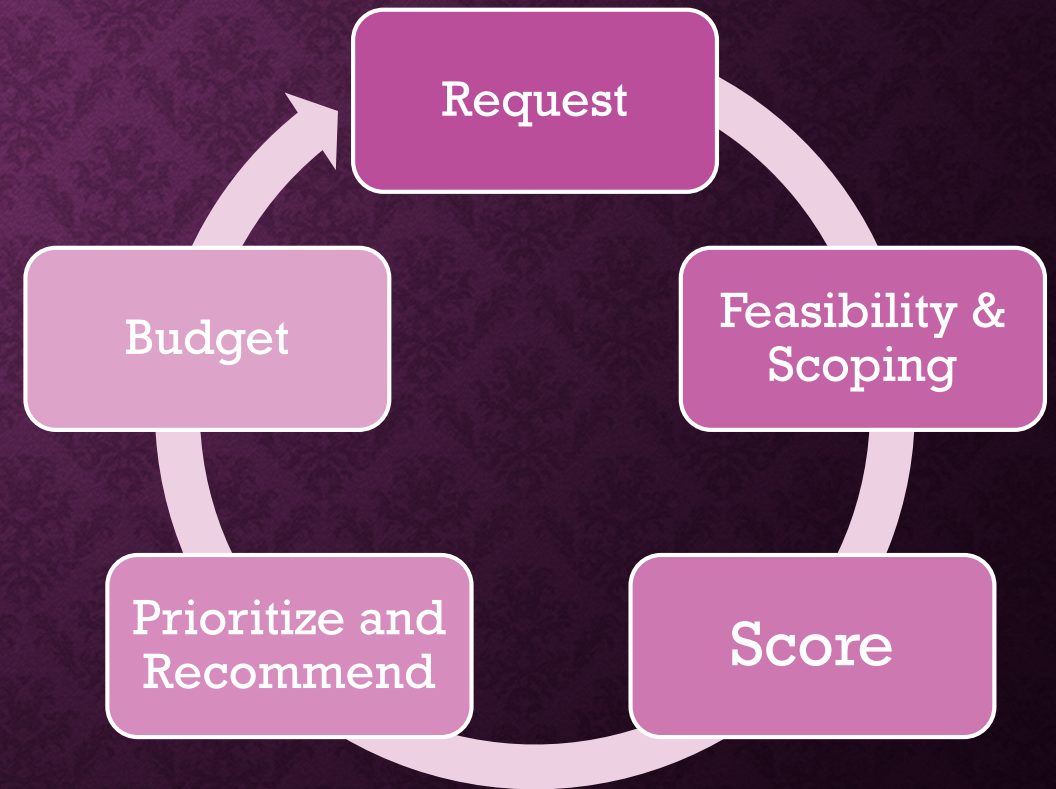 Request
Feasibility &
Scoping
Score
Prioritize and
Recommend
Budget